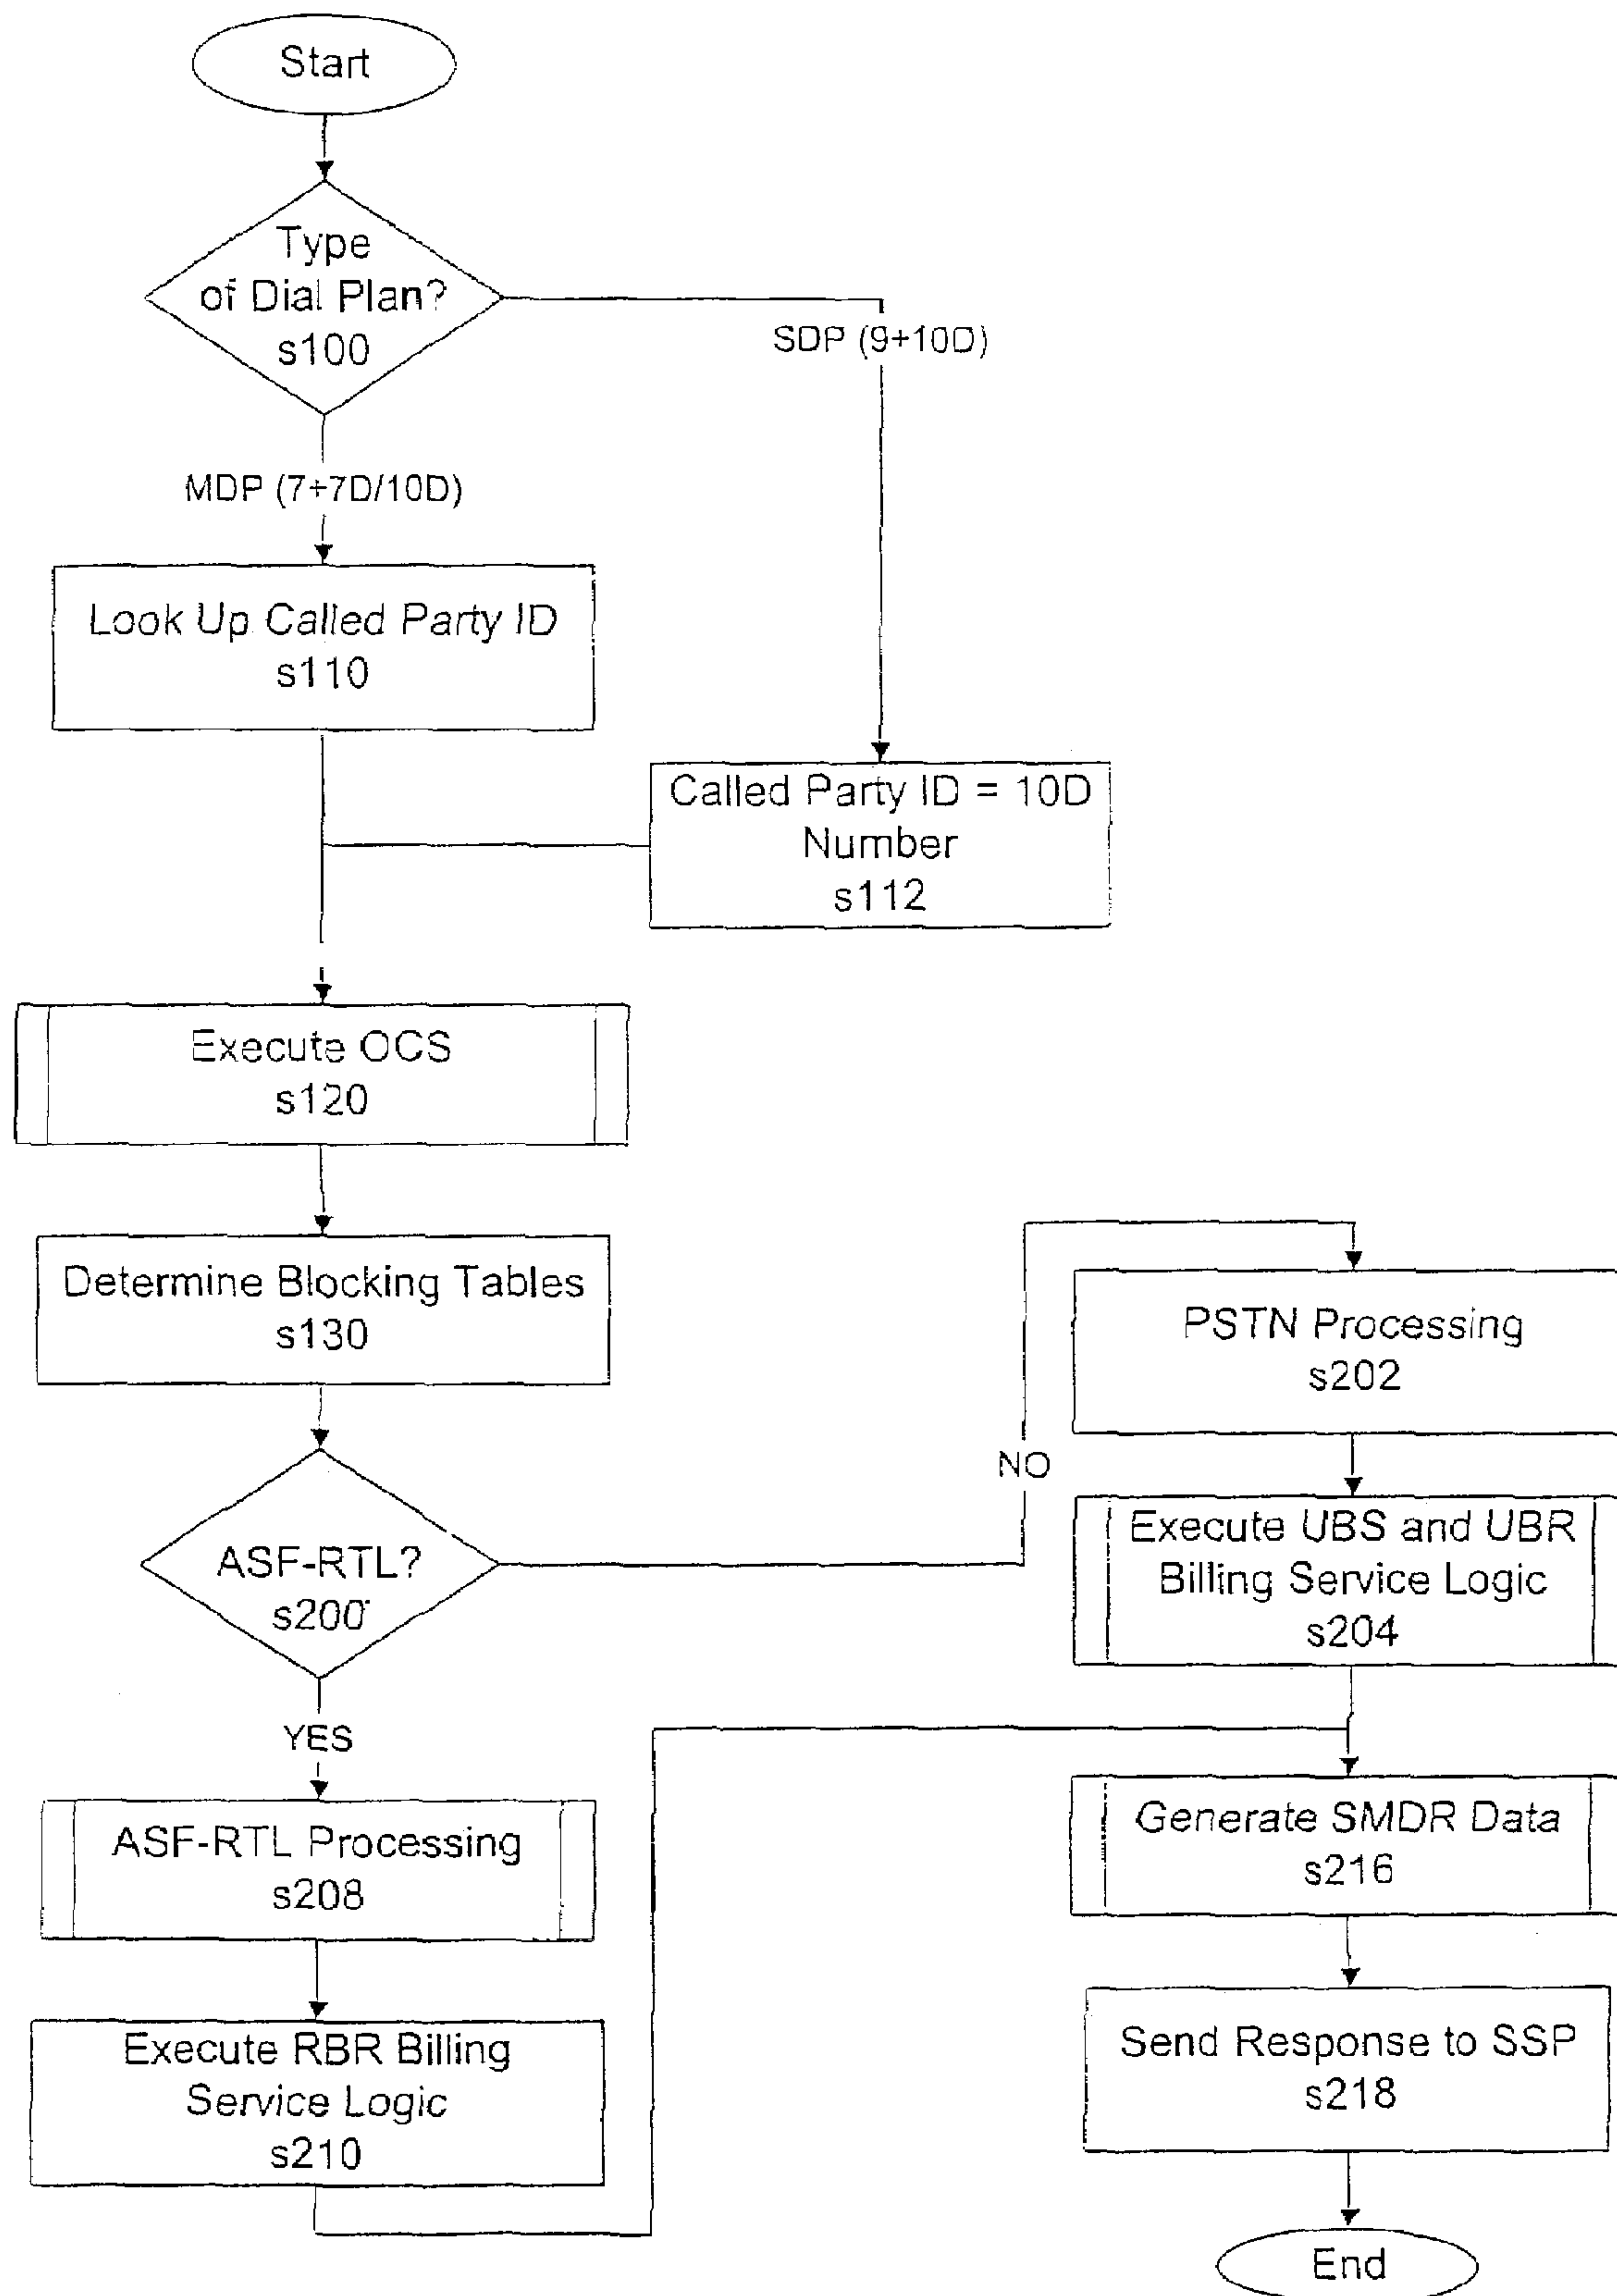 Start
Type
of Dial Plan?
s100
SDP (9+10D)
MDP (7+7D/10D)
Look Up Called Party ID
s110
Called Party ID = 10D
Number
s112
Execute OCS
s120
Determine Blocking Tables
s130
ASF-RTL?
s200
NO
PSTN Processing
s202
Execute UBS and UBR
Billing Service Logic
s204
YES
ASF-RTL Processing
s208
Execute RBR Billing
Service Logic
s210
Generate SMDR Data
s216
Send Response to SSP
s218
End